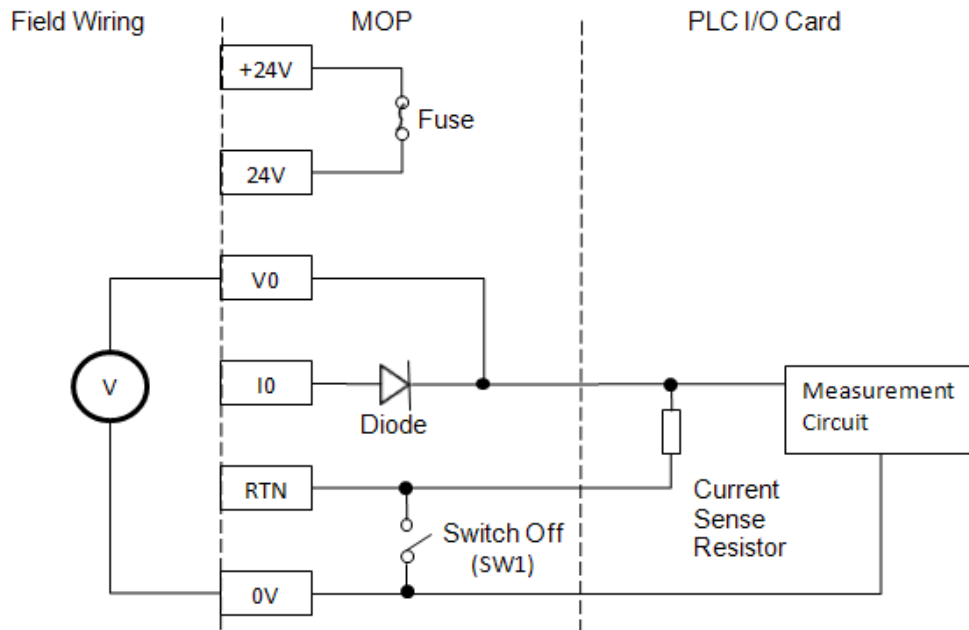 Field Wiring
MOP
PLC I/O Card
+24V
Fuse
24V
V0
V
I0
Diode
Measurement
Circuit
RTN
Switch Off
(SW1)
Current
Sense
Resistor
0V